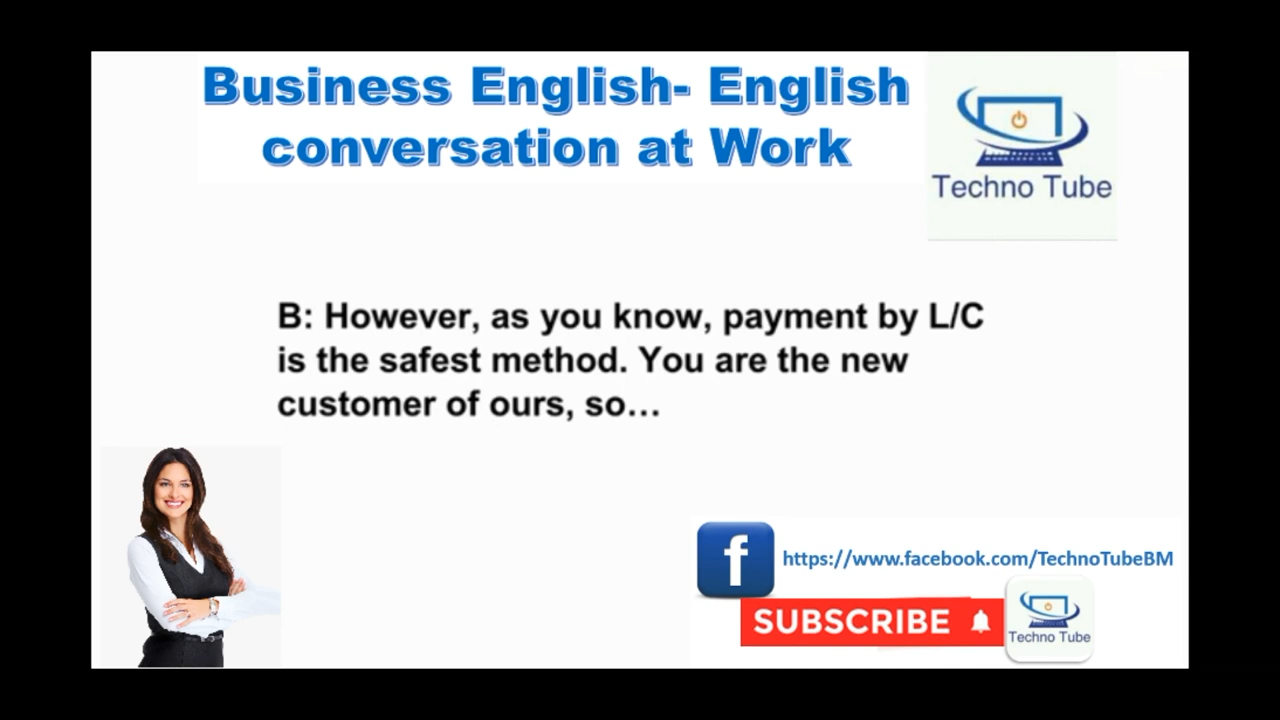 Business English- English
conversation at Work
Techno Tube
B: However, as you know, payment by L/C
is the safest method. You are the new
customer of ours, so…
f
https://www.facebook.com/TechnoTubeBM
SUBSCRIBE
Techno Tube